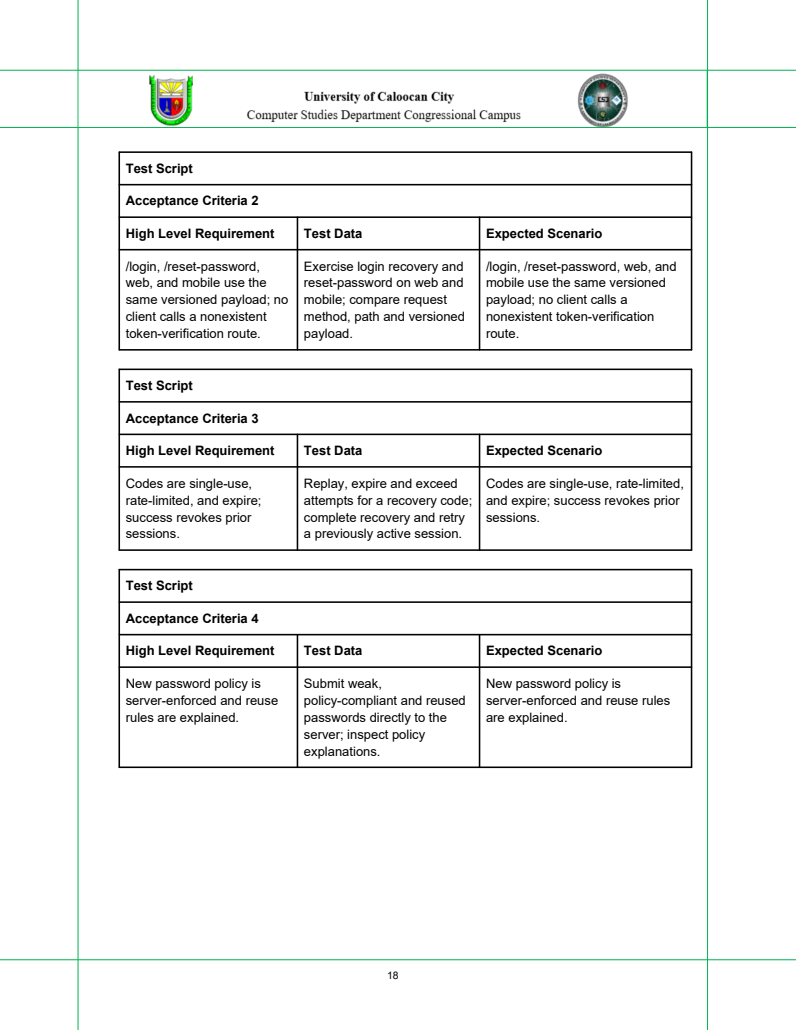 University of Caloocan City
Computer Studies Department Congressional Campus
Test Script
Acceptance Criteria 2
High Level Requirement
Test Data
Expected Scenario
/login, /reset-password,
web, and mobile use the
same versioned payload; no
client calls a nonexistent
token-verification route.
Exercise login recovery and
reset-password on web and
mobile; compare request
method, path and versioned
payload.
/login, /reset-password, web, and
mobile use the same versioned
payload; no client calls a
nonexistent token-verification
route.
Test Script
Acceptance Criteria 3
High Level Requirement
Test Data
Expected Scenario
Codes are single-use,
rate-limited, and expire;
success revokes prior
sessions.
Replay, expire and exceed
attempts for a recovery code;
complete recovery and retry
a previously active session.
Codes are single-use, rate-limited,
and expire; success revokes prior
sessions.
Test Script
Acceptance Criteria 4
High Level Requirement
Test Data
Expected Scenario
New password policy is
server-enforced and reuse
rules are explained.
Submit weak,
policy-compliant and reused
passwords directly to the
server; inspect policy
explanations.
New password policy is
server-enforced and reuse rules
are explained.
18